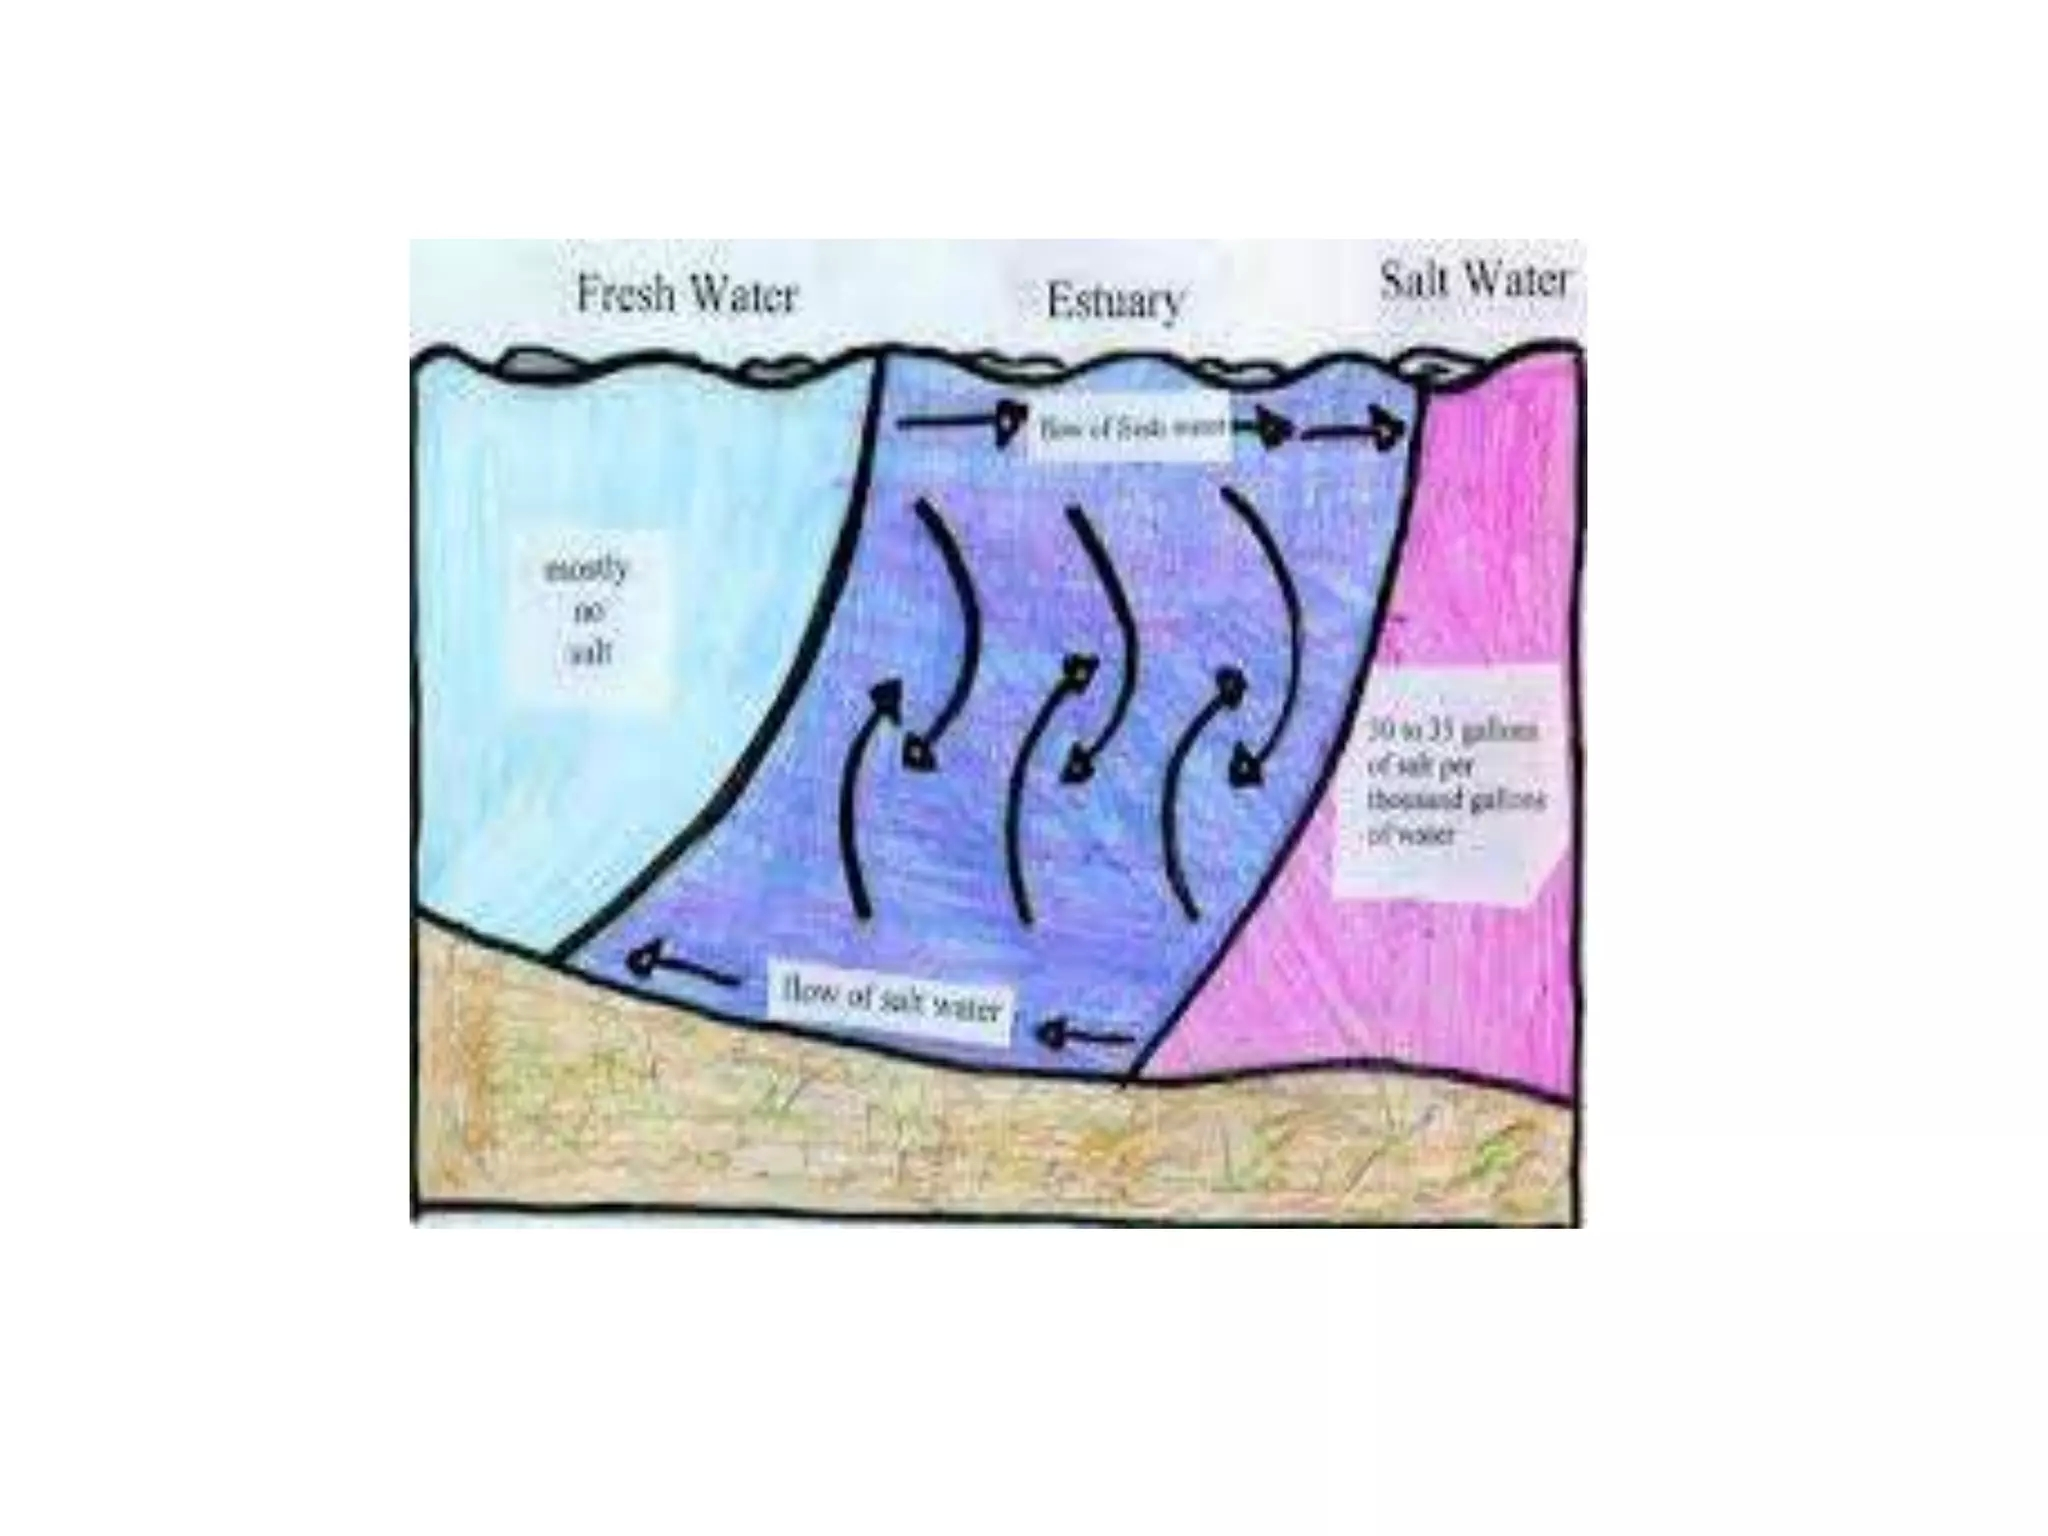 Fresh Water
Estuary
Salt Water
flow of fresh water
mostly
no
salt
30 to 35 gallons
of salt per
thousand gallons
of water
flow of salt water